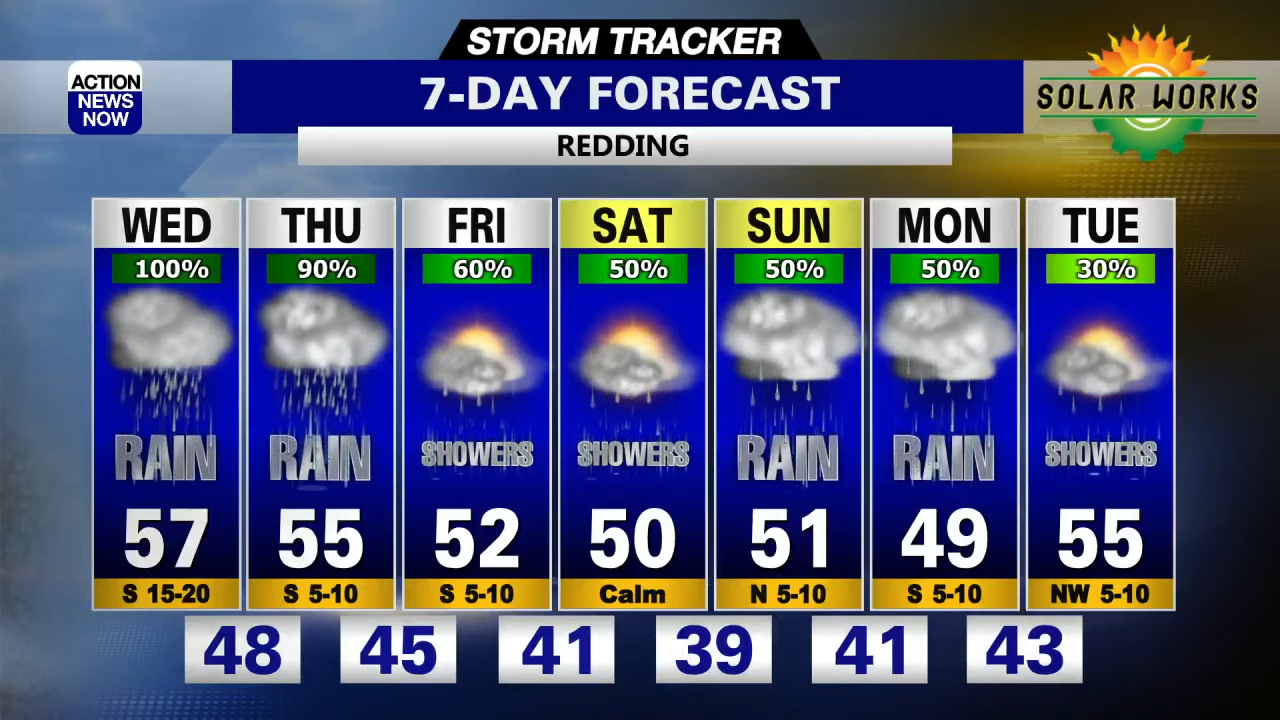 STORM TRACKER
ACTION
NEWS
NOW
7-DAY FORECAST
SOLAR WORKS
REDDING
WED THU FRI SAT SUN MON TUE
100% 90% 60% 50% 50% 50% 30%
RAIN RAIN SHOWERS SHOWERS RAIN RAIN SHOWERS
57 55 52 50 51 49 55
S 15-20 S 5-10 S 5-10 Calm N 5-10 S 5-10 NW 5-10
48 45 41 39 41 43